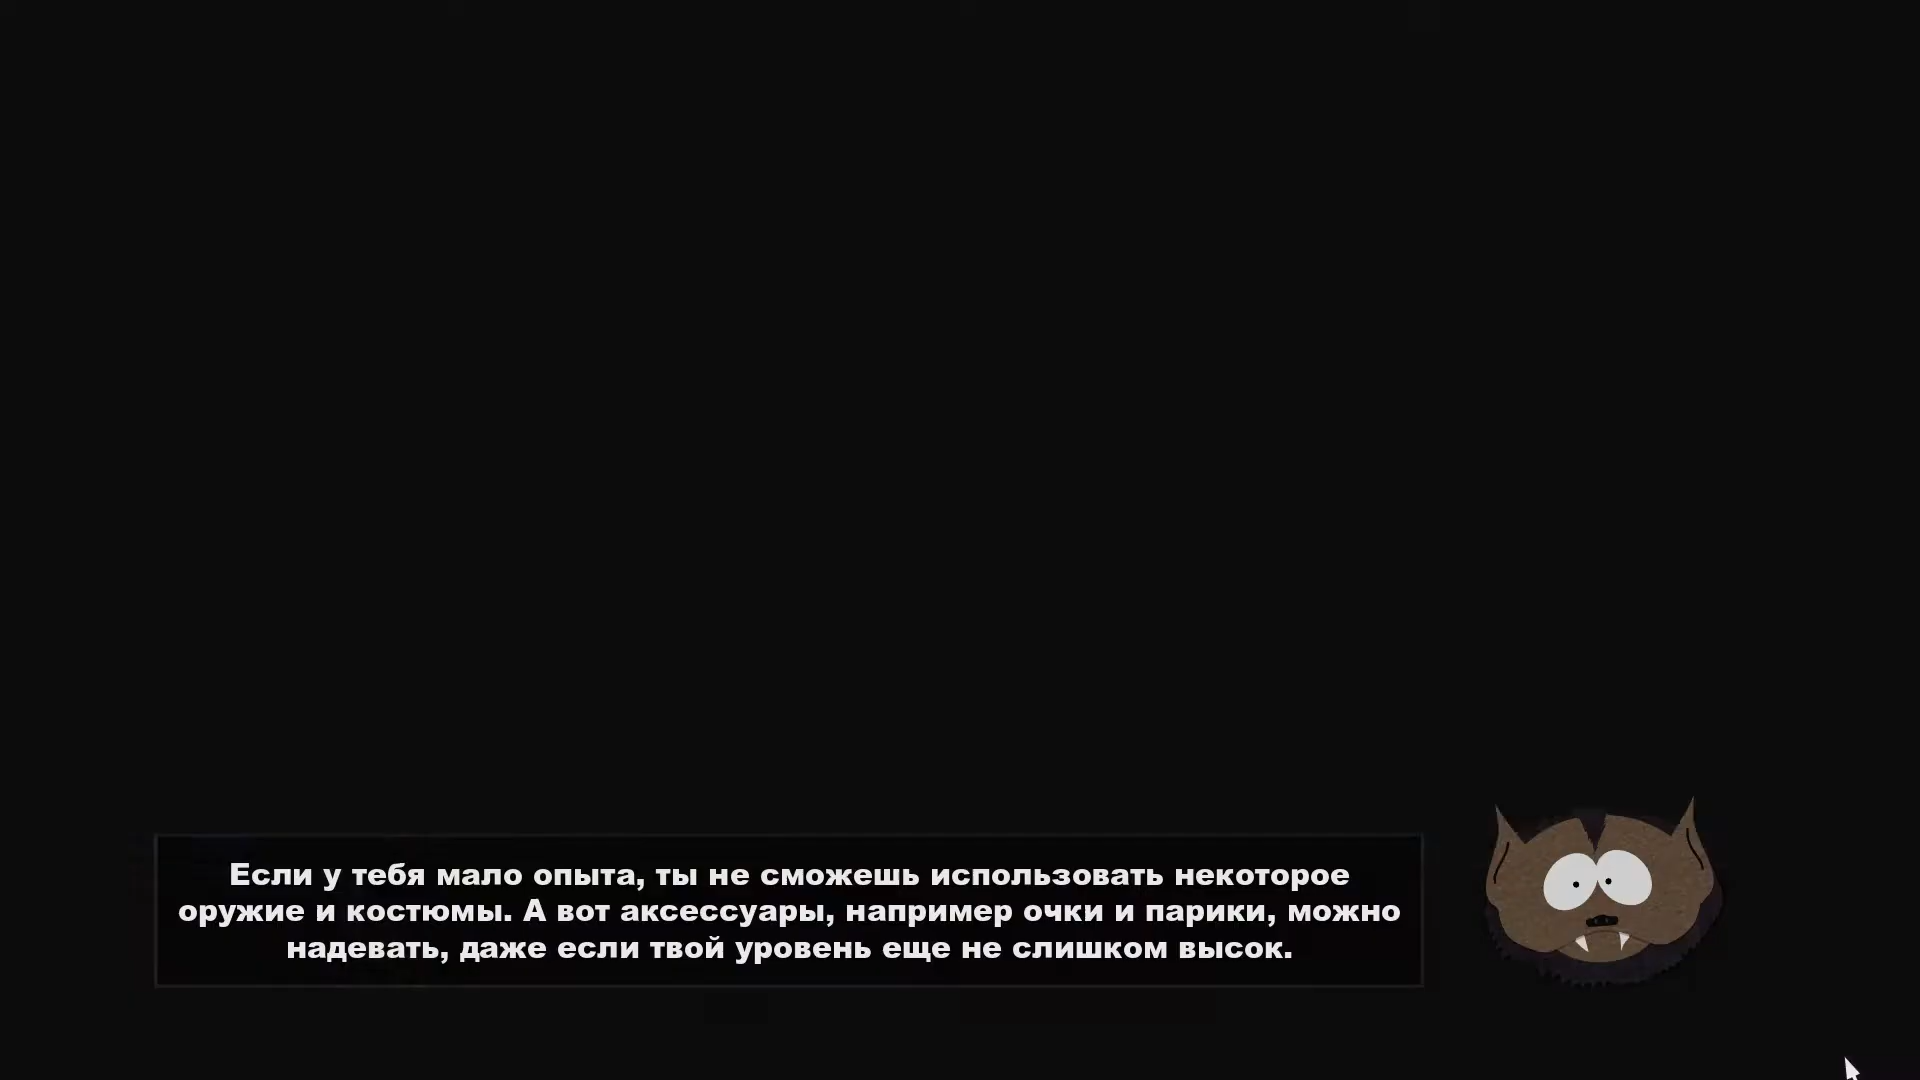 Если у тебя мало опыта, ты не сможешь использовать некоторое
оружие и костюмы. А вот аксессуары, например очки и парики, можно
надевать, даже если твой уровень еще не слишком высок.